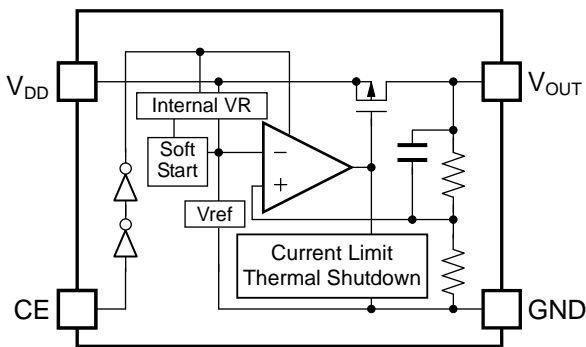 V_DD
V_OUT
Internal VR
Soft
Start
−
+
Vref
Current Limit
Thermal Shutdown
CE
GND